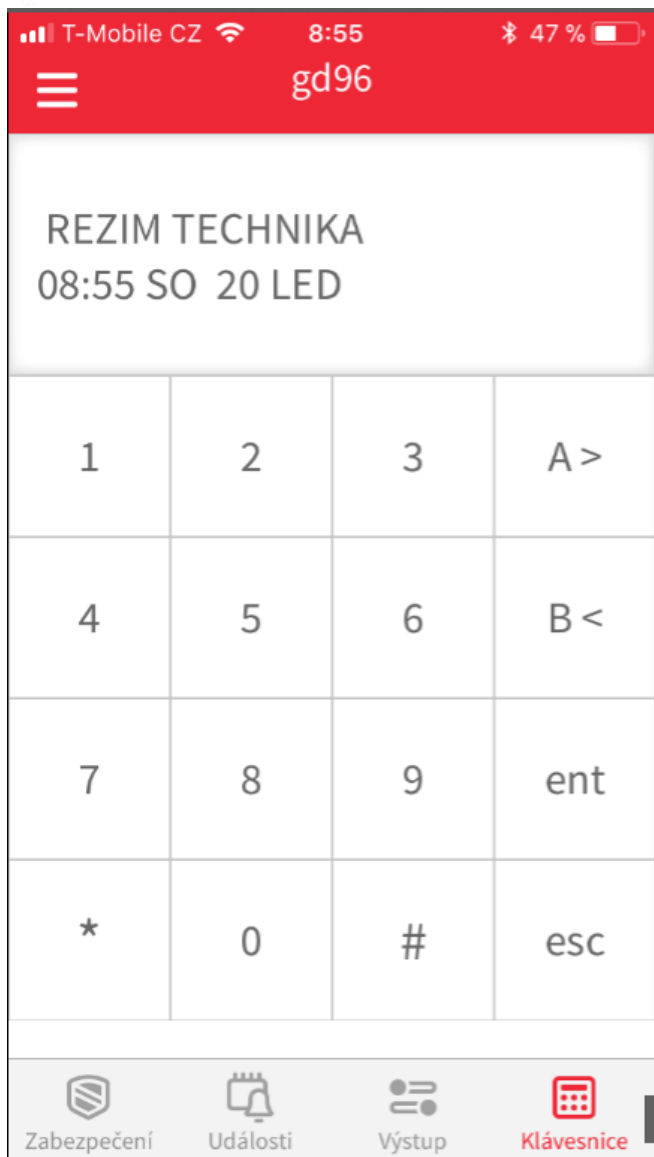 T-Mobile CZ 8:55 47 %
gd96
REZIM TECHNIKA
08:55 SO 20 LED
1 2 3 A >
4 5 6 B <
7 8 9 ent
* 0 # esc
Zabezpečení Události Výstup Klávesnice